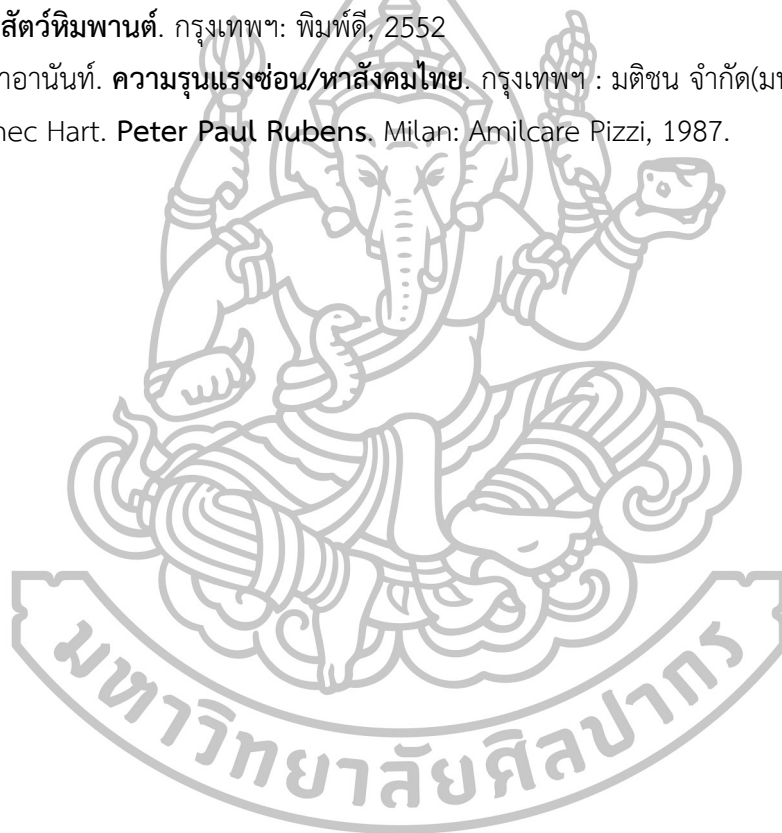 สัตว์หิมพานต์. กรุงเทพฯ: พิมพ์ดี, 2552
อานันท์. ความรุนแรงซ่อน/หาสังคมไทย. กรุงเทพฯ : มติชน จำกัด(มห
nec Hart. Peter Paul Rubens. Milan: Amilcare Pizzi, 1987.
มหาวิทยาลัยศิลปากร